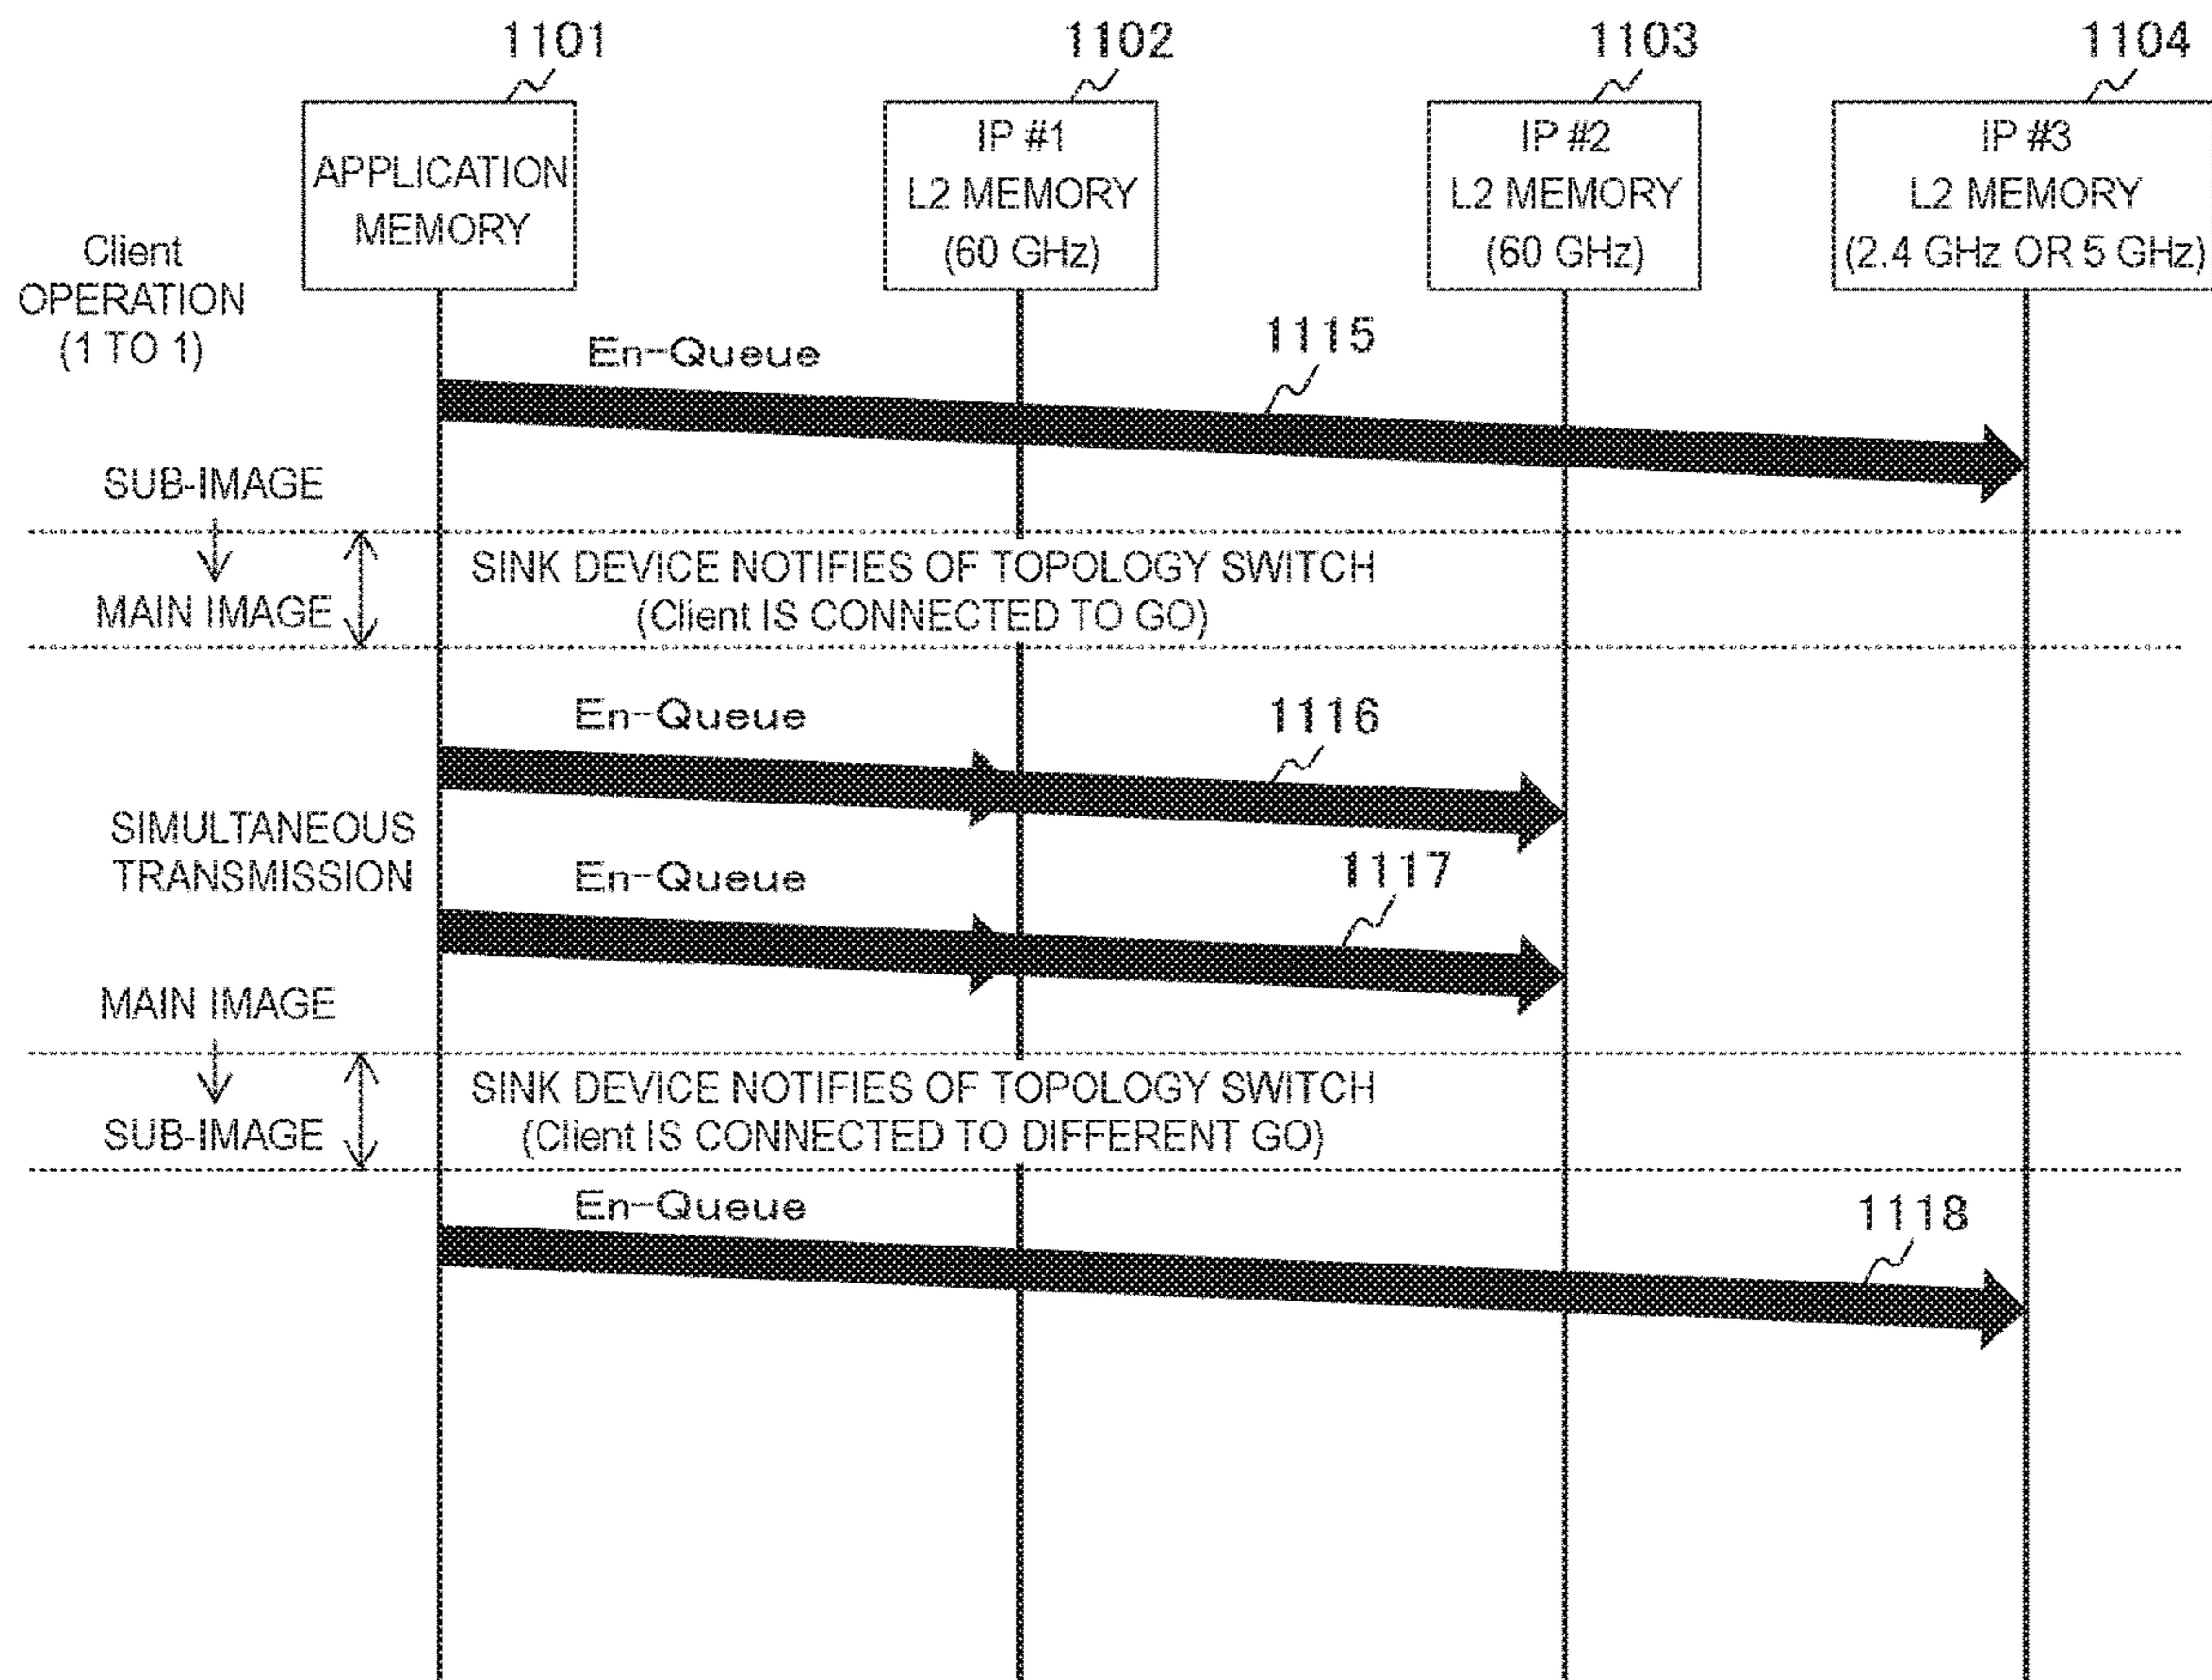 1101
1102
1103
1104
APPLICATION
MEMORY
IP #1
L2 MEMORY
(60 GHz)
IP #2
L2 MEMORY
(60 GHz)
IP #3
L2 MEMORY
(2.4 GHz OR 5 GHz)
Client
OPERATION
(1 TO 1)
En-Queue
1115
SUB-IMAGE
MAIN IMAGE
SINK DEVICE NOTIFIES OF TOPOLOGY SWITCH
(Client IS CONNECTED TO GO)
En-Queue
1116
SIMULTANEOUS
TRANSMISSION
En-Queue
1117
MAIN IMAGE
SUB-IMAGE
SINK DEVICE NOTIFIES OF TOPOLOGY SWITCH
(Client IS CONNECTED TO DIFFERENT GO)
En-Queue
1118